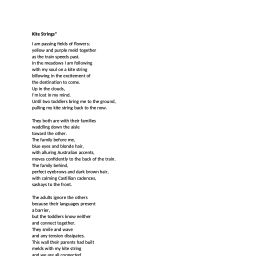 Kite Strings*
I am passing fields of flowers;
yellow and purple meld together
as the train speeds past.
In the meadows I am following
with my soul on a kite string
billowing in the excitement of
the destination to come.
Up in the clouds,
I'm lost in my mind.
Until two toddlers bring me to the ground,
pulling my kite string back to the now.
They both are with their families
waddling down the aisle
toward the other.
The family before me,
blue eyes and blonde hair,
with alluring Australian accents,
moves confidently to the back of the train.
The family behind,
perfect eyebrows and dark brown hair,
with calming Castilian cadences,
sashays to the front.
The adults ignore the others
because their languages present
a barrier,
but the toddlers know neither
and connect together.
They smile and wave
and any tension dissipates.
This wall their parents had built
melds with my kite string
and we are all connected